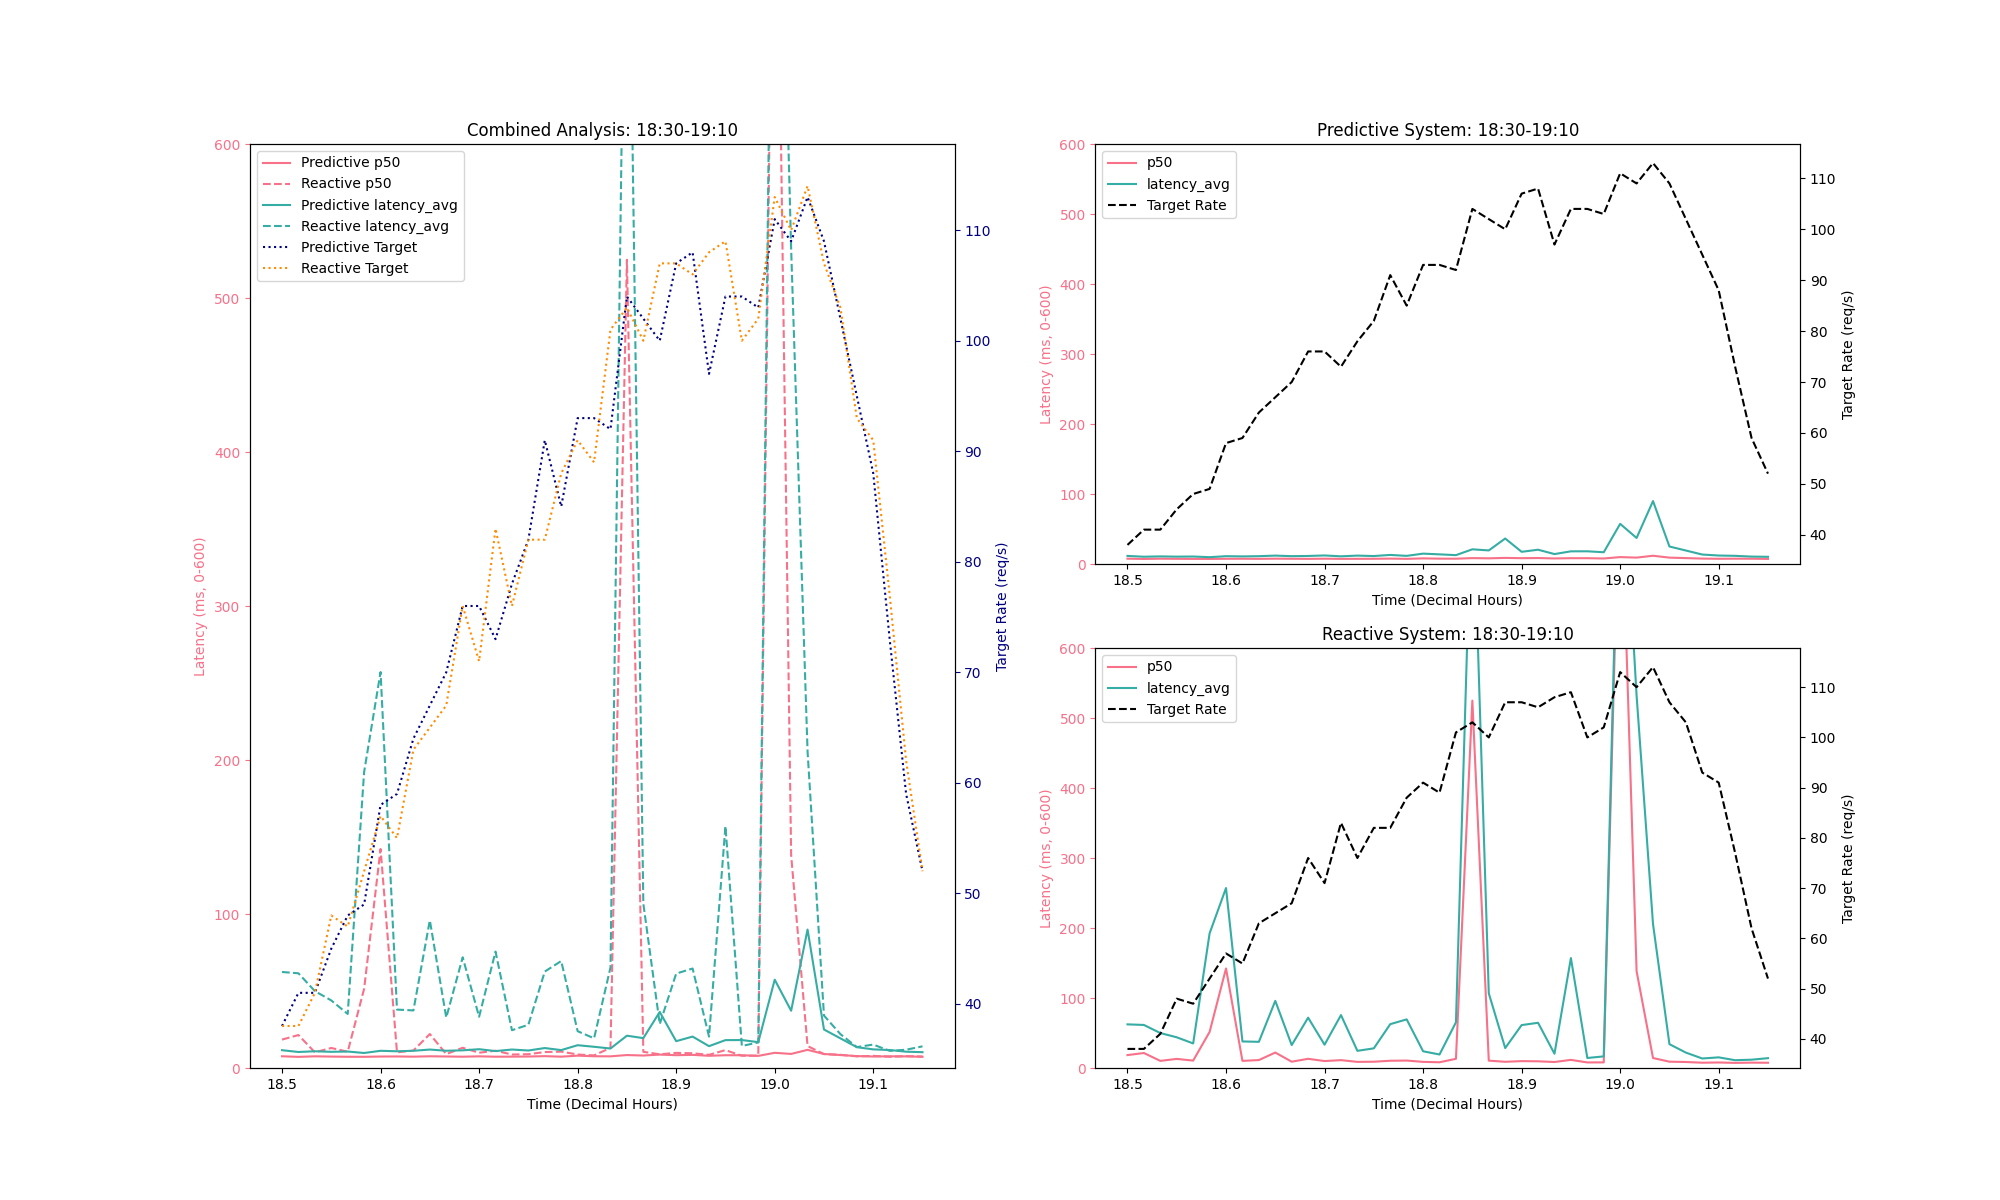 Combined Analysis: 18:30-19:10
Predictive p50
Reactive p50
Predictive latency_avg
Reactive latency_avg
Predictive Target
Reactive Target
600
500
400
300
200
100
0
Latency (ms, 0-600)
110
100
90
80
70
60
50
40
Target Rate (req/s)
18.5 18.6 18.7 18.8 18.9 19.0 19.1
Time (Decimal Hours)
Predictive System: 18:30-19:10
p50
latency_avg
Target Rate
600
500
400
300
200
100
0
Latency (ms, 0-600)
110
100
90
80
70
60
50
40
Target Rate (req/s)
18.5 18.6 18.7 18.8 18.9 19.0 19.1
Time (Decimal Hours)
Reactive System: 18:30-19:10
p50
latency_avg
Target Rate
600
500
400
300
200
100
0
Latency (ms, 0-600)
110
100
90
80
70
60
50
40
Target Rate (req/s)
18.5 18.6 18.7 18.8 18.9 19.0 19.1
Time (Decimal Hours)